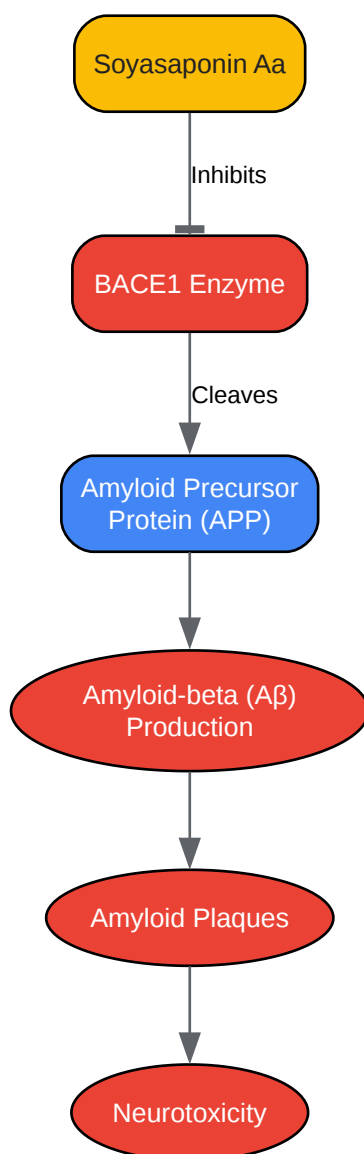 Soyasaponin Aa
Inhibits
BACE1 Enzyme
Cleaves
Amyloid Precursor
Protein (APP)
Amyloid-beta (Aβ)
Production
Amyloid Plaques
Neurotoxicity